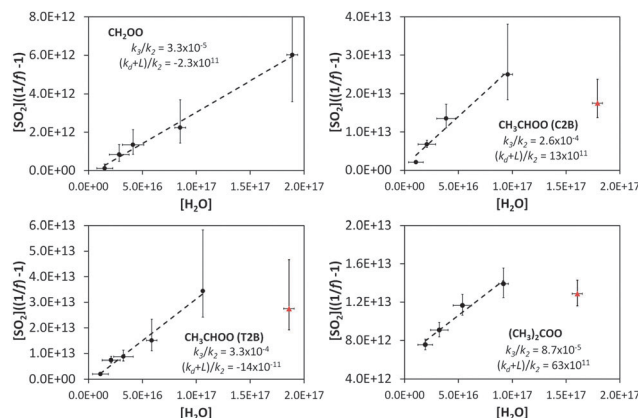 8.0E+12
6.0E+12
4.0E+12
2.0E+12
0.0E+00
[SO₂]((1/f)-1)
CH₂OO
k₃/k₂ = 3.3x10⁻⁵
(k_d+L)/k₂ = -2.3x10¹¹
0.0E+00 5.0E+16 1.0E+17 1.5E+17 2.0E+17
[H₂O]
4.0E+13
3.0E+13
2.0E+13
1.0E+13
0.0E+00
[SO₂]((1/f)-1)
CH₃CHOO (C2B)
k₃/k₂ = 2.6x10⁻⁴
(k_d+L)/k₂ = 13x10¹¹
0.0E+00 5.0E+16 1.0E+17 1.5E+17 2.0E+17
[H₂O]
6.0E+13
5.0E+13
4.0E+13
3.0E+13
2.0E+13
1.0E+13
0.0E+00
[SO₂]((1/f)-1)
CH₃CHOO (T2B)
k₃/k₂ = 3.3x10⁻⁴
(k_d+L)/k₂ = -14x10⁻¹¹
0.0E+00 5.0E+16 1.0E+17 1.5E+17 2.0E+17
[H₂O]
2.0E+13
1.6E+13
1.2E+13
8.0E+12
4.0E+12
[SO₂]((1/f)-1)
(CH₃)₂COO
k₃/k₂ = 8.7x10⁻⁵
(k_d+L)/k₂ = 63x10¹¹
0.0E+00 5.0E+16 1.0E+17 1.5E+17 2.0E+17
[H₂O]